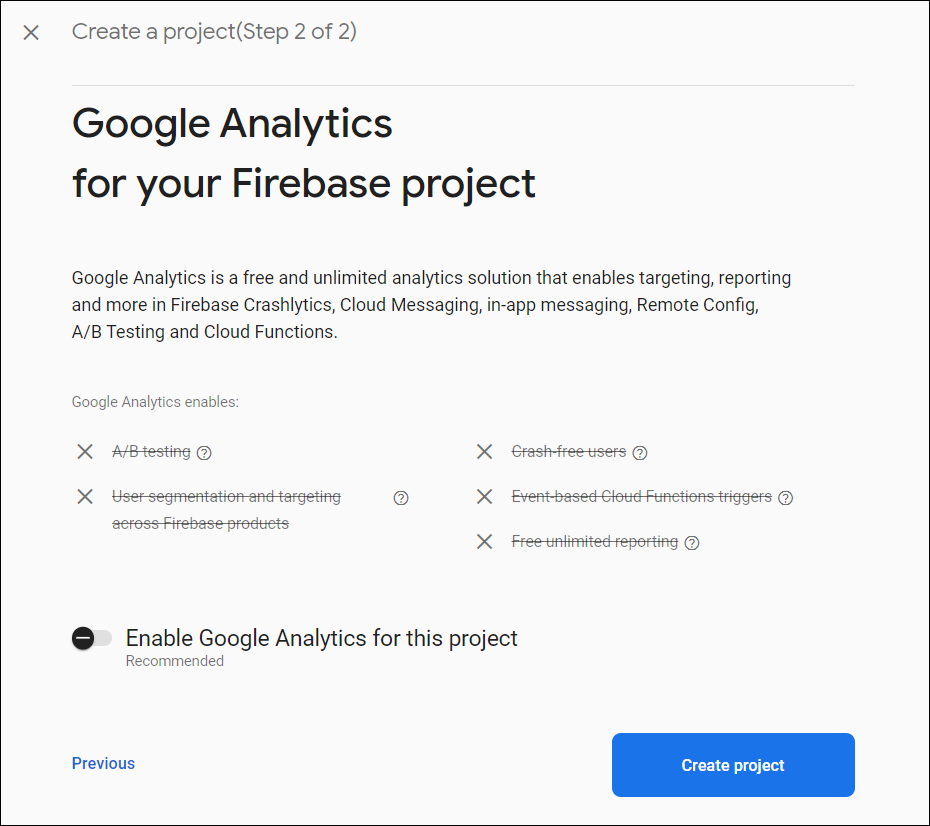 Create a project(Step 2 of 2)
Google Analytics
for your Firebase project
Google Analytics is a free and unlimited analytics solution that enables targeting, reporting
and more in Firebase Crashlytics, Cloud Messaging, in-app messaging, Remote Config,
A/B Testing and Cloud Functions.
Google Analytics enables:
A/B testing
User segmentation and targeting
across Firebase products
Crash-free users
Event-based Cloud Functions triggers
Free unlimited reporting
Enable Google Analytics for this project
Recommended
Previous
Create project